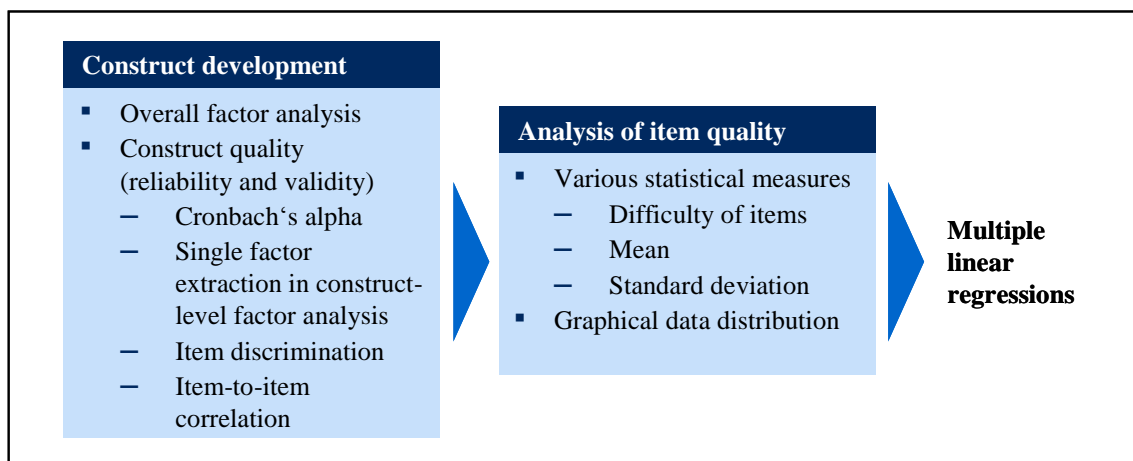 Construct development
▪ Overall factor analysis
▪ Construct quality
(reliability and validity)
– Cronbach‘s alpha
– Single factor
extraction in construct-
level factor analysis
– Item discrimination
– Item-to-item
correlation
Analysis of item quality
▪ Various statistical measures
– Difficulty of items
– Mean
– Standard deviation
▪ Graphical data distribution
Multiple
linear
regressions